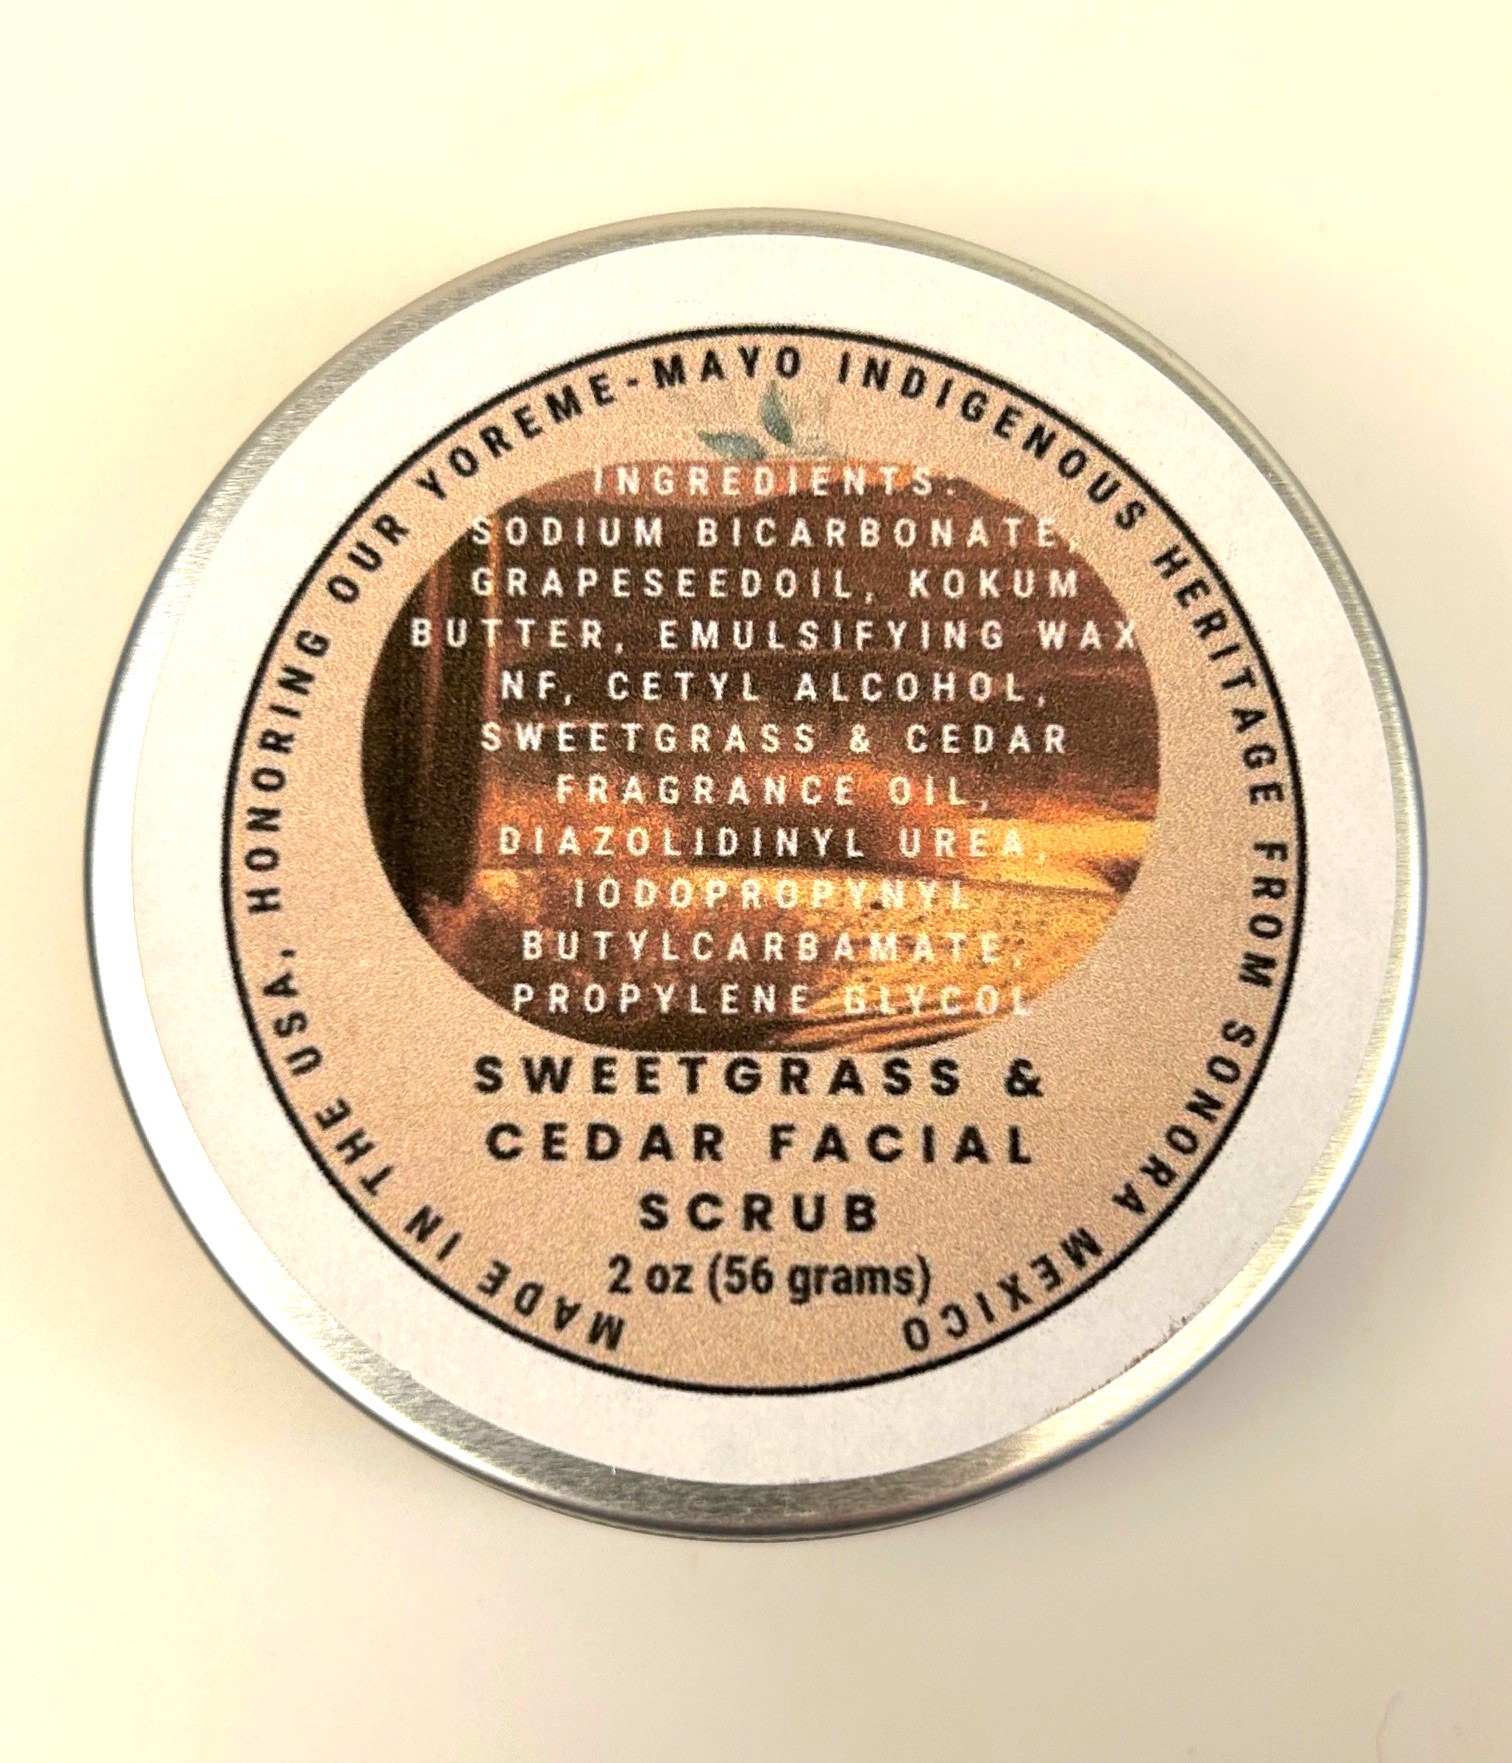 MADE IN THE USA, HONORING OUR YOREME-MAYO INDIGENOUS HERITAGE FROM SONORA MEXICO
INGREDIENTS:
SODIUM BICARBONATE,
GRAPESEEDOIL, KOKUM
BUTTER, EMULSIFYING WAX
NF, CETYL ALCOHOL,
SWEETGRASS & CEDAR
FRAGRANCE OIL,
DIAZOLIDINYL UREA,
IODOPROPYNYL
BUTYLCARBAMATE,
PROPYLENE GLYCOL
SWEETGRASS &
CEDAR FACIAL
SCRUB
2 oz (56 grams)